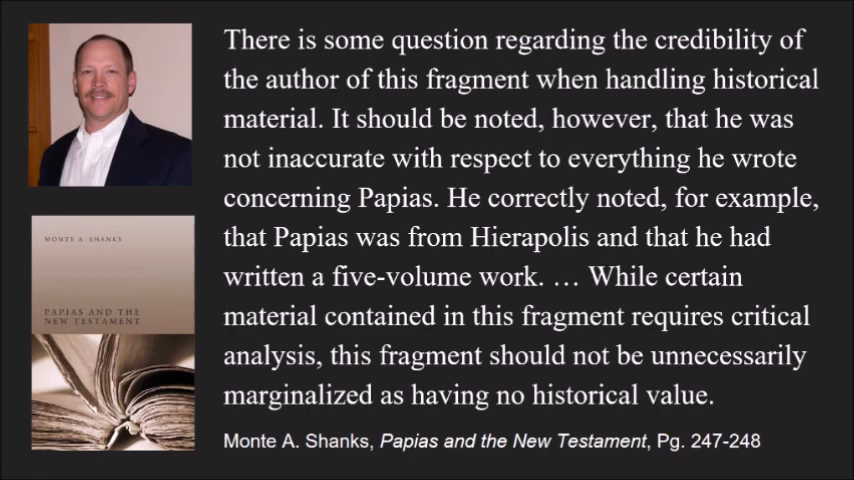 There is some question regarding the credibility of
the author of this fragment when handling historical
material. It should be noted, however, that he was
not inaccurate with respect to everything he wrote
concerning Papias. He correctly noted, for example,
that Papias was from Hierapolis and that he had
written a five-volume work. … While certain
material contained in this fragment requires critical
analysis, this fragment should not be unnecessarily
marginalized as having no historical value.
Monte A. Shanks, Papias and the New Testament, Pg. 247-248
MONTE A. SHANKS
PAPIAS AND THE
NEW TESTAMENT